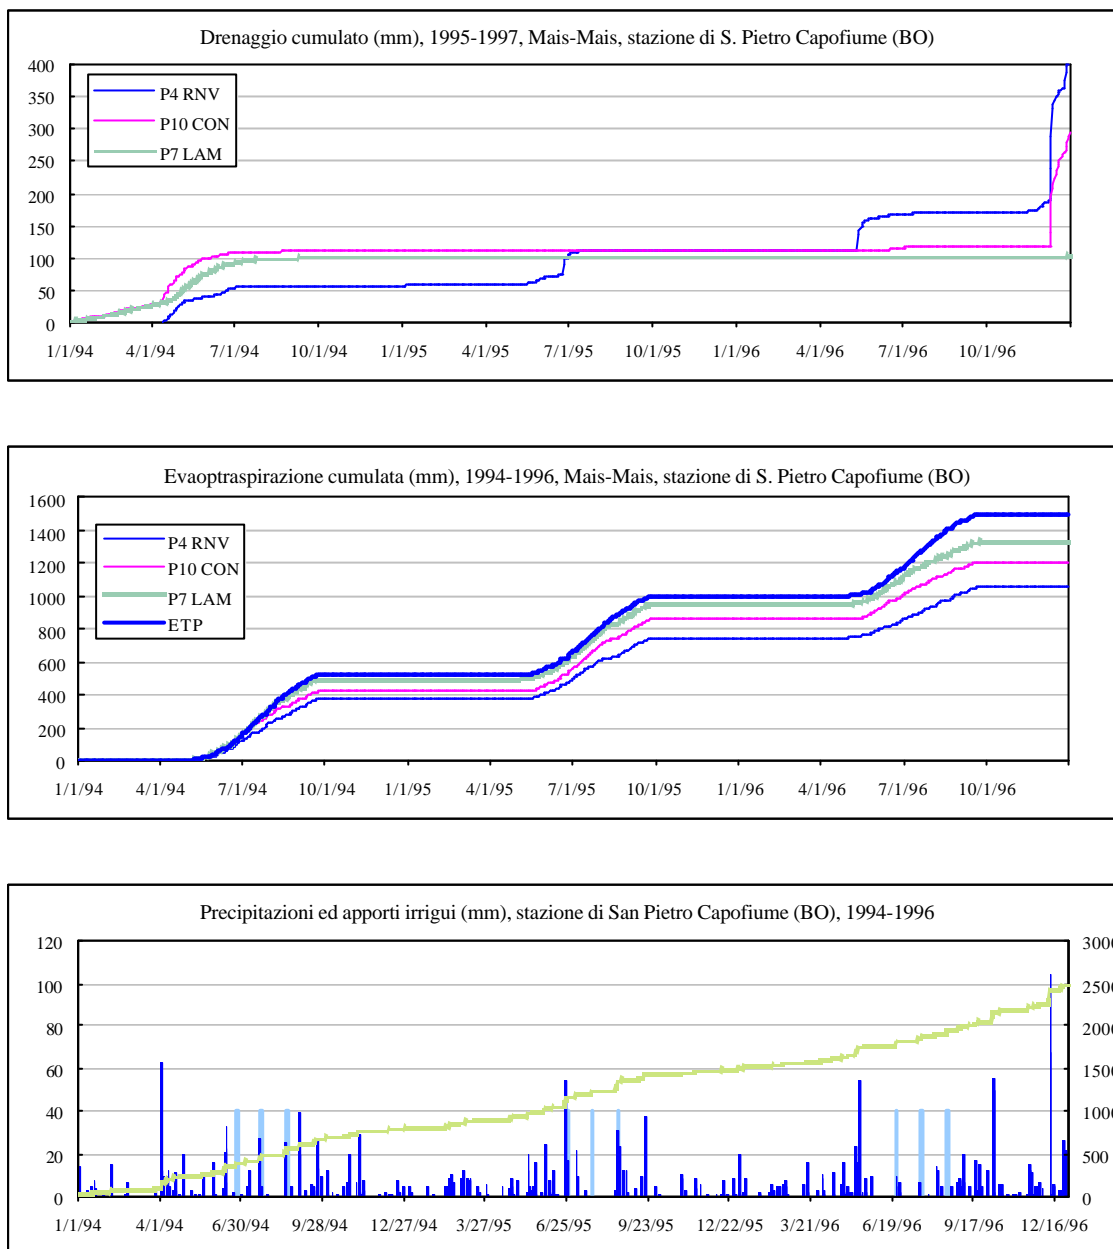 Drenaggio cumulato (mm), 1995-1997, Mais-Mais, stazione di S. Pietro Capofiume (BO)
400
350
300
250
200
150
100
50
0
P4 RNV
P10 CON
P7 LAM
1/1/94 4/1/94 7/1/94 10/1/94 1/1/95 4/1/95 7/1/95 10/1/95 1/1/96 4/1/96 7/1/96 10/1/96
Evaoptraspirazione cumulata (mm), 1994-1996, Mais-Mais, stazione di S. Pietro Capofiume (BO)
1600
1400
1200
1000
800
600
400
200
0
P4 RNV
P10 CON
P7 LAM
ETP
1/1/94 4/1/94 7/1/94 10/1/94 1/1/95 4/1/95 7/1/95 10/1/95 1/1/96 4/1/96 7/1/96 10/1/96
Precipitazioni ed apporti irrigui (mm), stazione di San Pietro Capofiume (BO), 1994-1996
120
100
80
60
40
20
0
3000
2500
2000
1500
1000
500
0
1/1/94 4/1/94 6/30/94 9/28/94 12/27/94 3/27/95 6/25/95 9/23/95 12/22/95 3/21/96 6/19/96 9/17/96 12/16/96